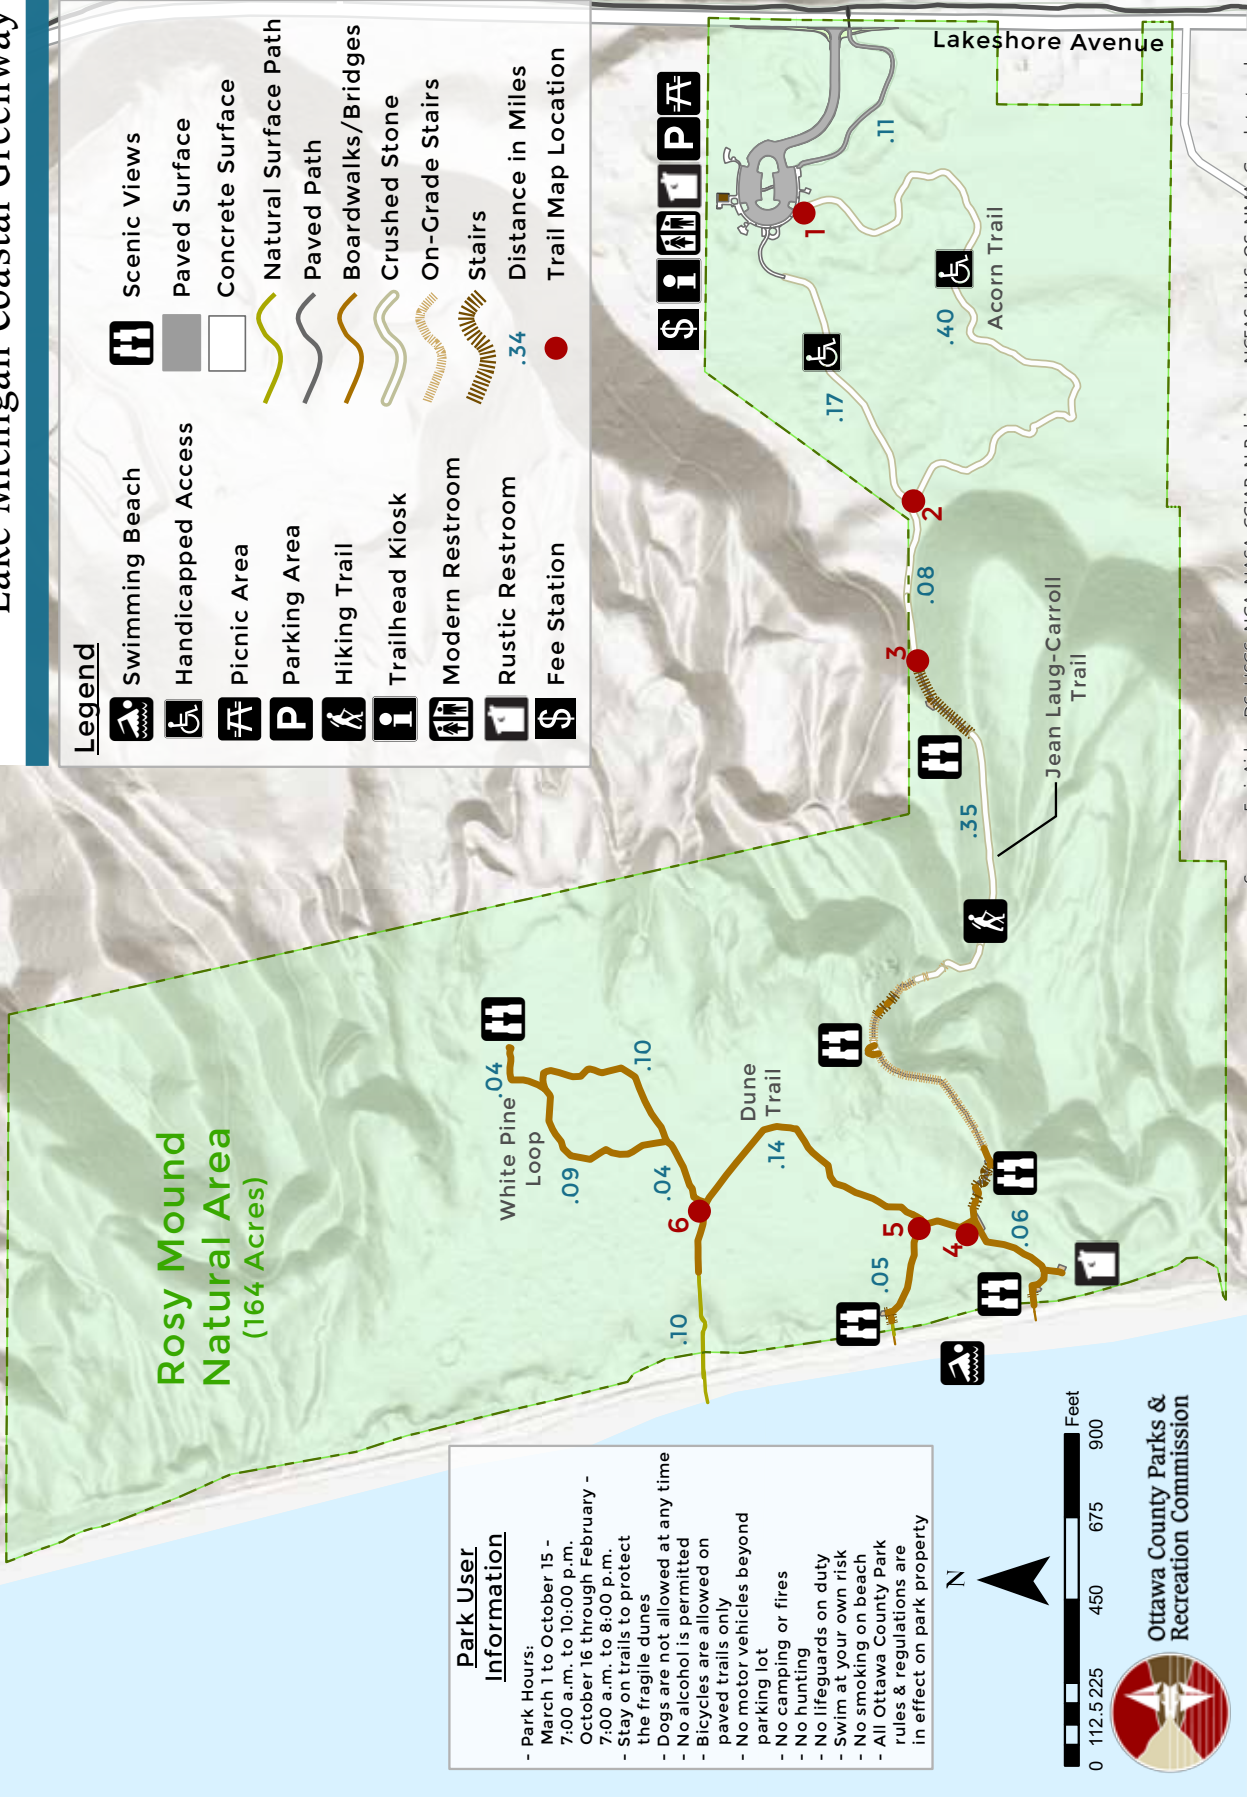 Lake Michigan Coastal Greenway
Legend
Swimming Beach
Handicapped Access
Picnic Area
Parking Area
Hiking Trail
Trailhead Kiosk
Modern Restroom
Rustic Restroom
Fee Station
Scenic Views
Paved Surface
Concrete Surface
Natural Surface Path
Paved Path
Boardwalks/Bridges
Crushed Stone
On-Grade Stairs
Stairs
.34 Distance in Miles
Trail Map Location
Rosy Mound
Natural Area
(164 Acres)
White Pine
Loop
.04
.10
.09
.04
6
.10
Dune
Trail
.14
5
.05
4
.06
.35
Jean Laug-Carroll
Trail
3
.08
2
.17
.40
Acorn Trail
1
.11
Lakeshore Avenue
P
i
$
Park User
Information
- Park Hours:
March 1 to October 15 -
7:00 a.m. to 10:00 p.m.
October 16 through February -
7:00 a.m. to 8:00 p.m.
- Stay on trails to protect
the fragile dunes
- Dogs are not allowed at any time
- No alcohol is permitted
- Bicycles are allowed on
paved trails only
- No motor vehicles beyond
parking lot
- No camping or fires
- No hunting
- No lifeguards on duty
- Swim at your own risk
- No smoking on beach
- All Ottawa County Park
rules & regulations are
in effect on park property
N
0 112.5 225 450 675 900
Feet
Ottawa County Parks &
Recreation Commission